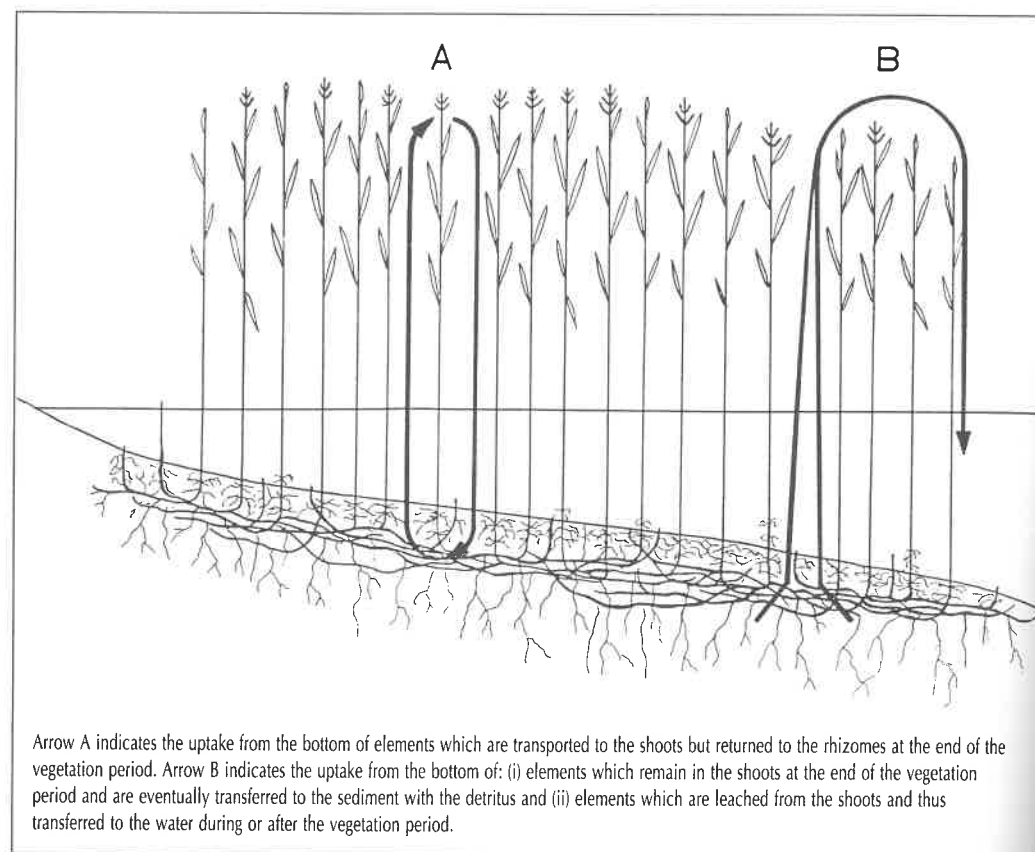 A
B
Arrow A indicates the uptake from the bottom of elements which are transported to the shoots but returned to the rhizomes at the end of the
vegetation period. Arrow B indicates the uptake from the bottom of: (i) elements which remain in the shoots at the end of the vegetation
period and are eventually transferred to the sediment with the detritus and (ii) elements which are leached from the shoots and thus
transferred to the water during or after the vegetation period.